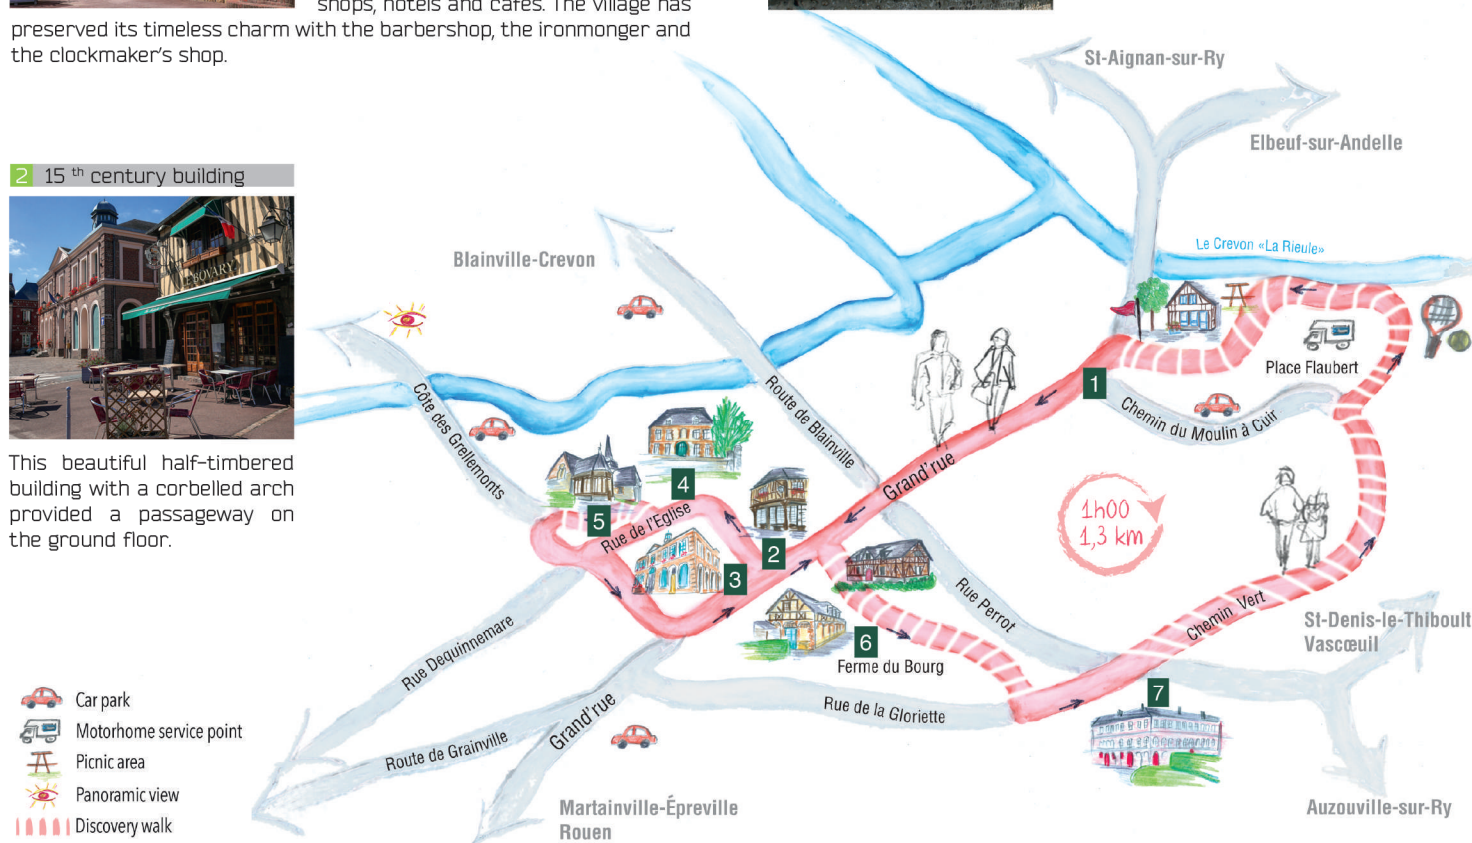 shops, hotels and cafés. The village has
preserved its timeless charm with the barbershop, the ironmonger and
the clockmaker's shop.
2 15 th century building
BOVARY
This beautiful half-timbered
building with a corbelled arch
provided a passageway on
the ground floor.
St-Aignan-sur-Ry
Elbeuf-sur-Andelle
Le Crevon «La Rieule»
Blainville-Crevon
Place Flaubert
1
Chemin du Moulin à Cuir
Côte des Grellemonts
Route de Blainville
Grand'rue
4
5
Rue de l'Eglise
2
3
1h00
1,3 km
Rue Perrot
Chemin Vert
St-Denis-le-Thiboult
Vascœuil
6
Ferme du Bourg
Rue Dequinnemare
7
Rue de la Gloriette
Grand'rue
Route de Grainville
Martainville-Épreville
Rouen
Auzouville-sur-Ry
Car park
Motorhome service point
Picnic area
Panoramic view
Discovery walk